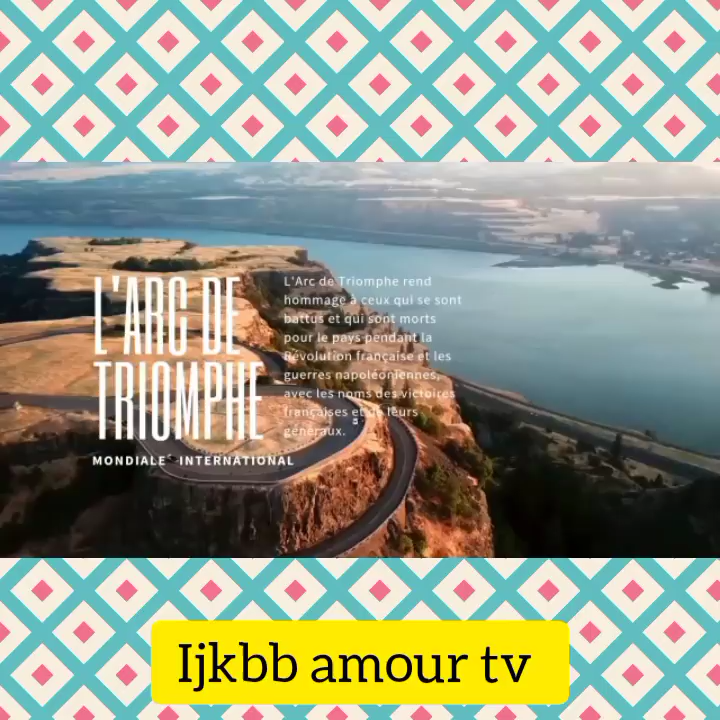 L'ARC DE
TRIOMPHE
MONDIALE INTERNATIONAL
L'Arc de Triomphe rend
hommage à ceux qui se sont
battus et qui sont morts
pour le pays pendant la
Révolution française et les
guerres napoléoniennes,
avec les noms des victoires
françaises et de leurs
généraux.
Ijkbb amour tv